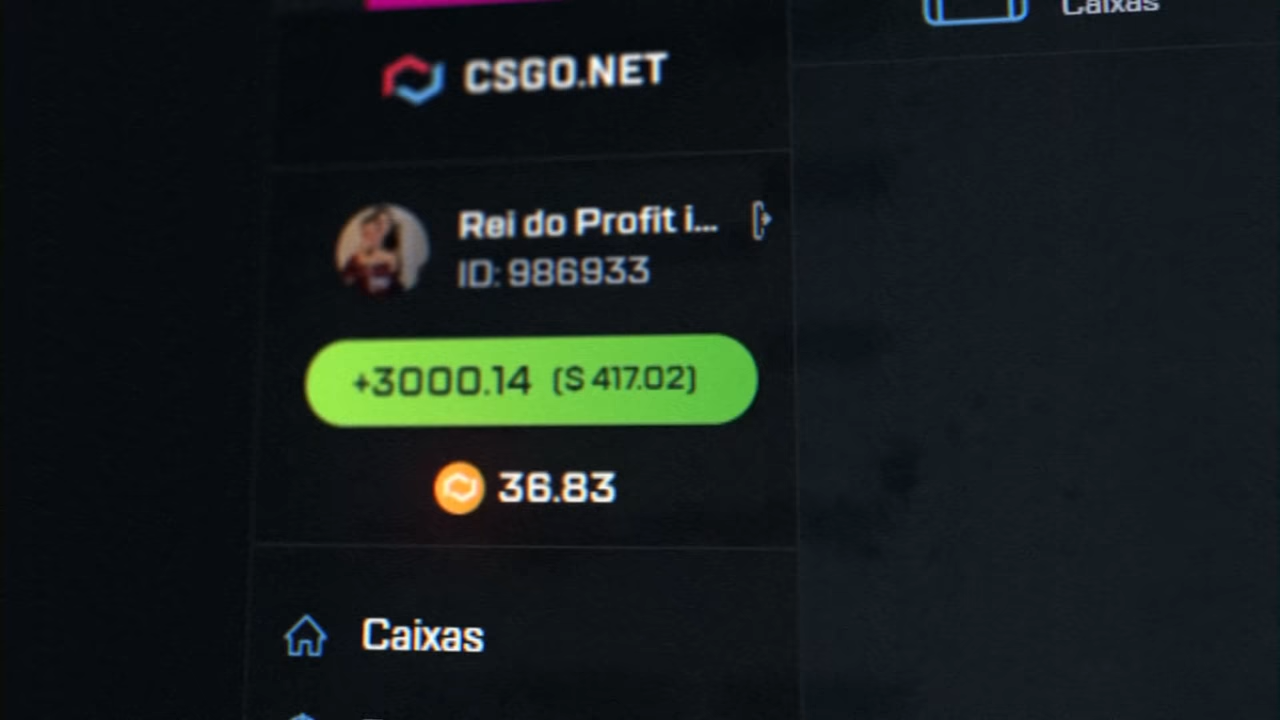 Caixas
CSGO.NET
Rei do Profit i...
ID: 986933
+3000.14 ($ 417.02)
36.83
Caixas